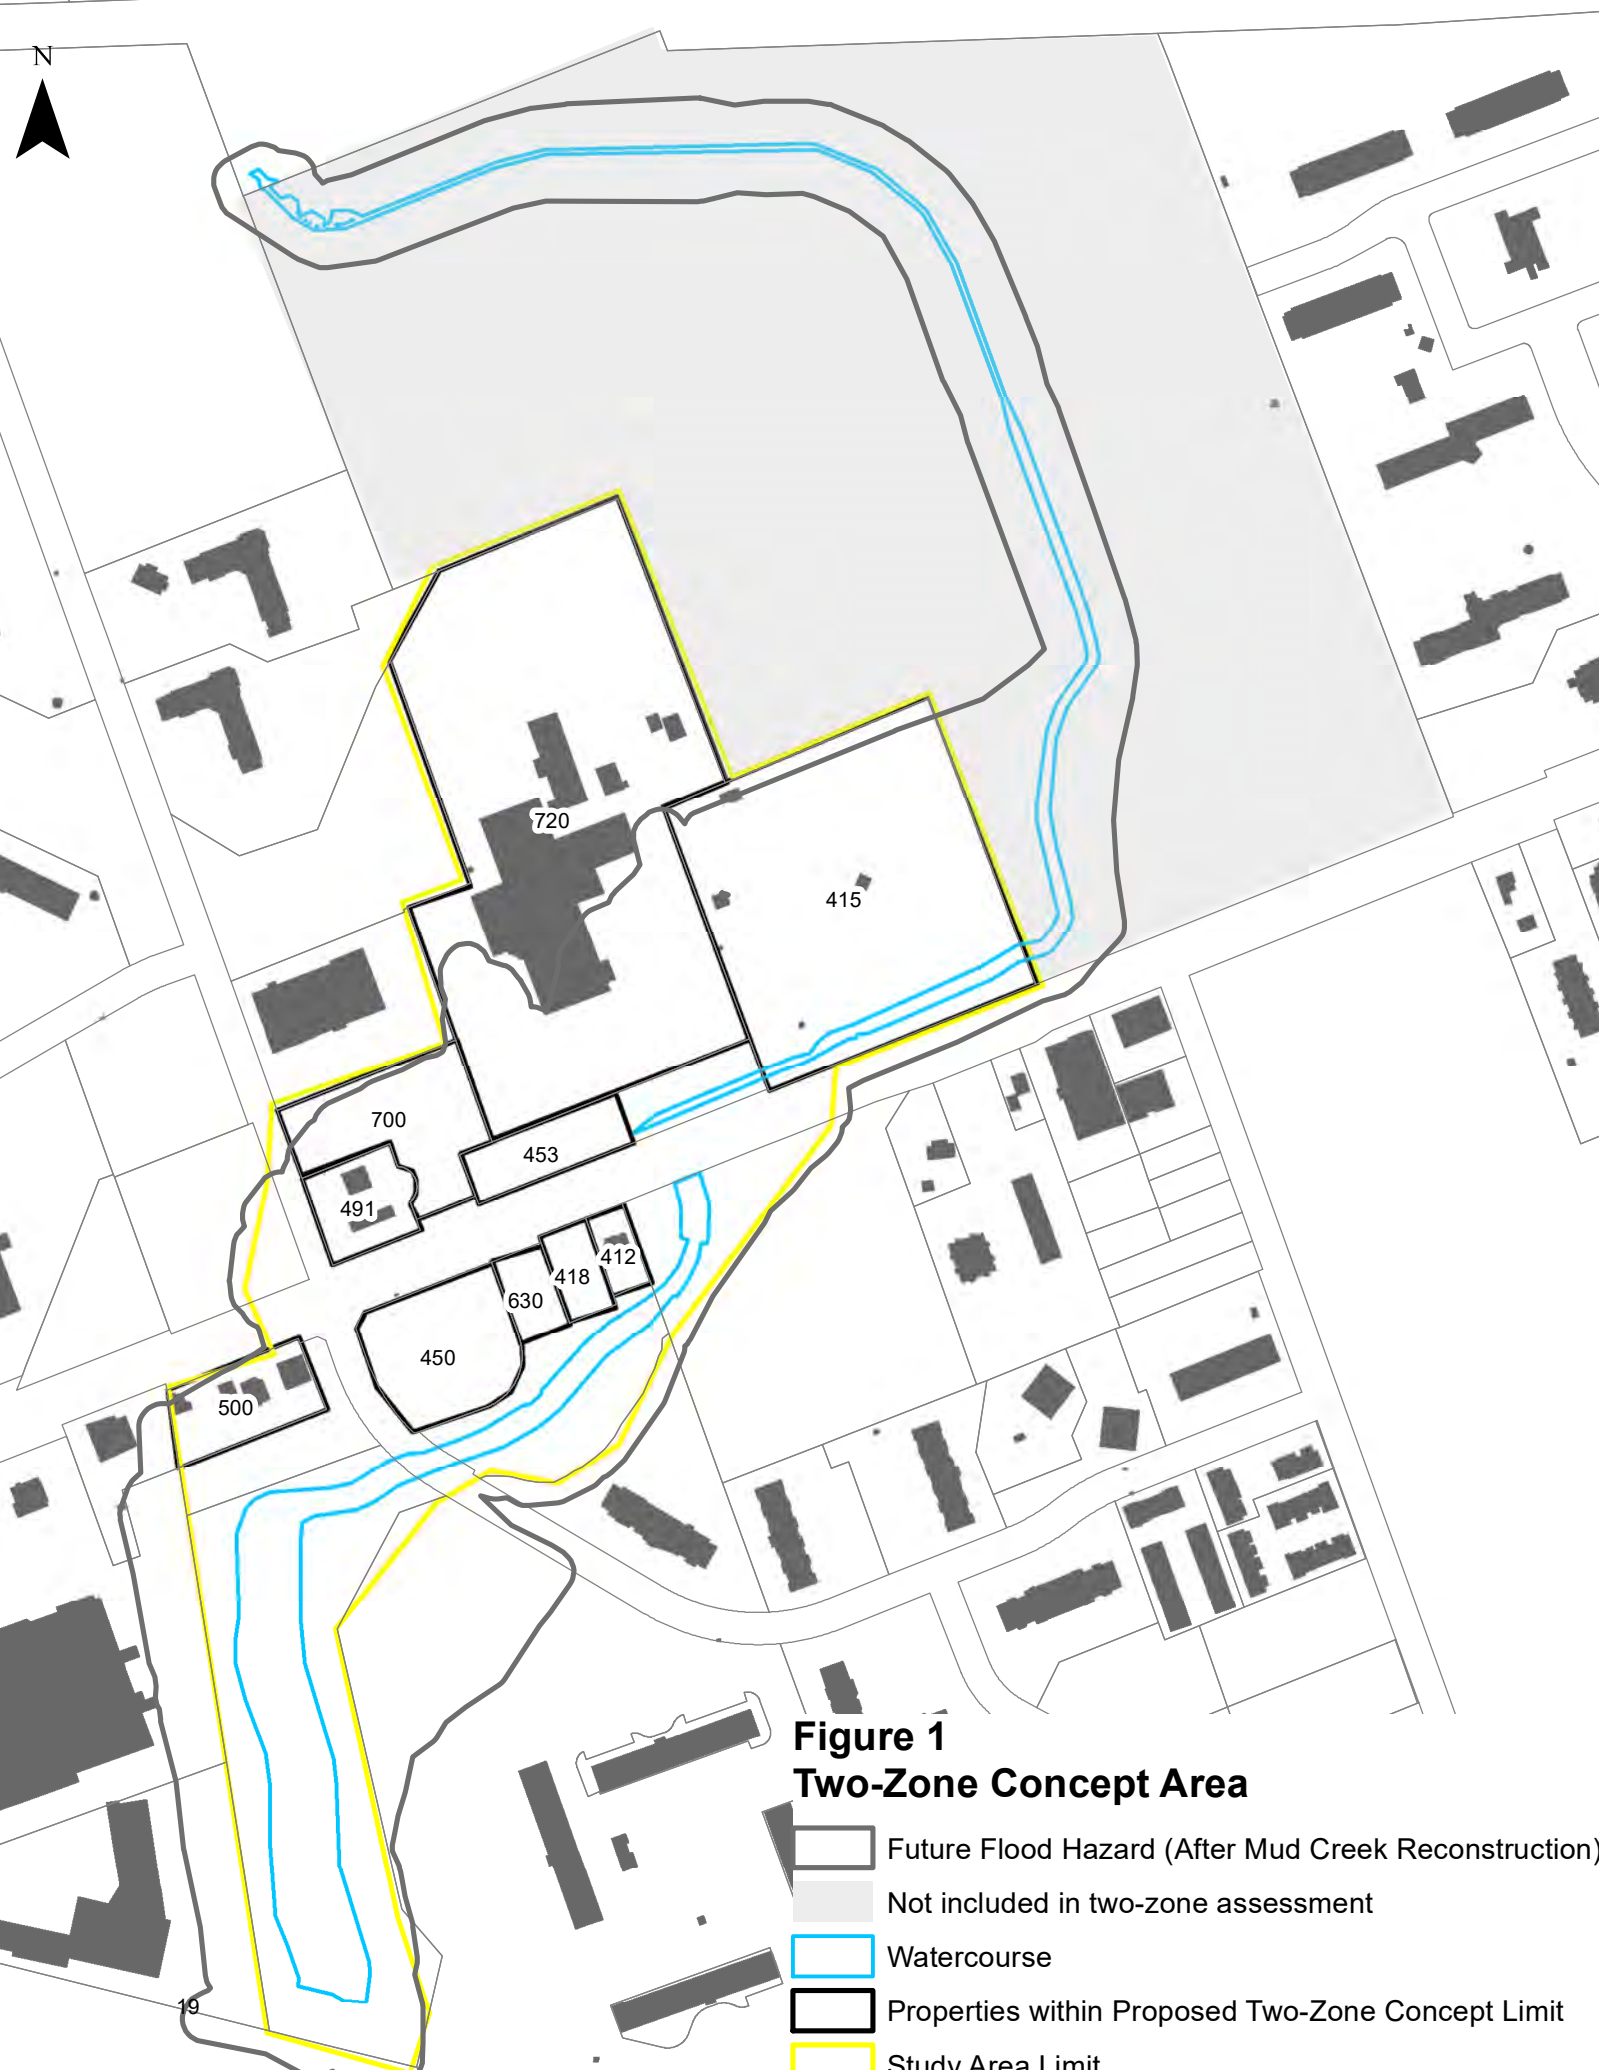 N
720
415
700
453
491
412
418
630
450
500
19
Figure 1
Two-Zone Concept Area
Future Flood Hazard (After Mud Creek Reconstruction)
Not included in two-zone assessment
Watercourse
Properties within Proposed Two-Zone Concept Limit
Study Area Limit